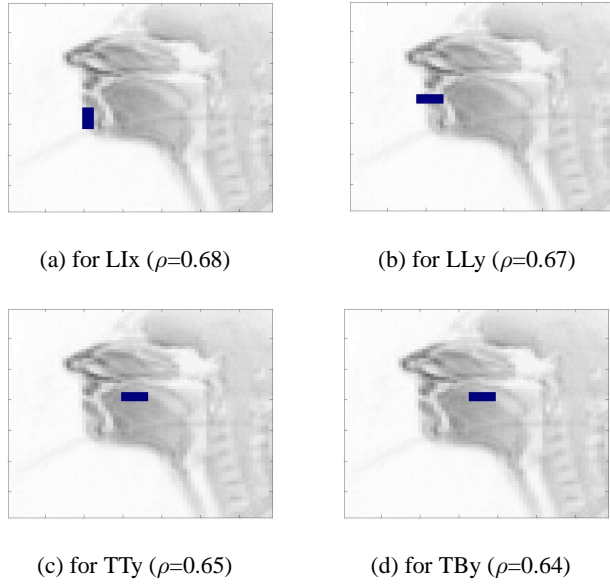 (a) for LIx (ρ=0.68)
(b) for LLy (ρ=0.67)
(c) for TTy (ρ=0.65)
(d) for TBy (ρ=0.64)